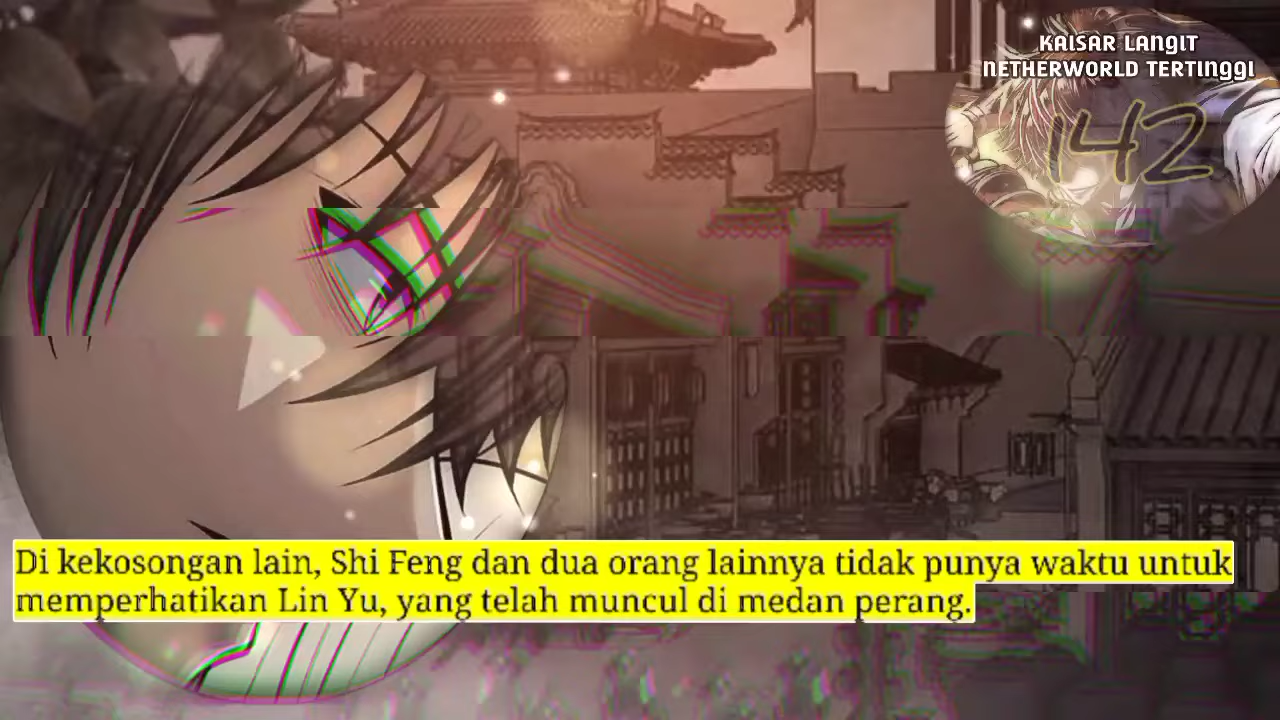 KAISAR LANGIT
NETHERWORLD TERTINGGI
142
Di kekosongan lain, Shi Feng dan dua orang lainnya tidak punya waktu untuk
memperhatikan Lin Yu, yang telah muncul di medan perang.